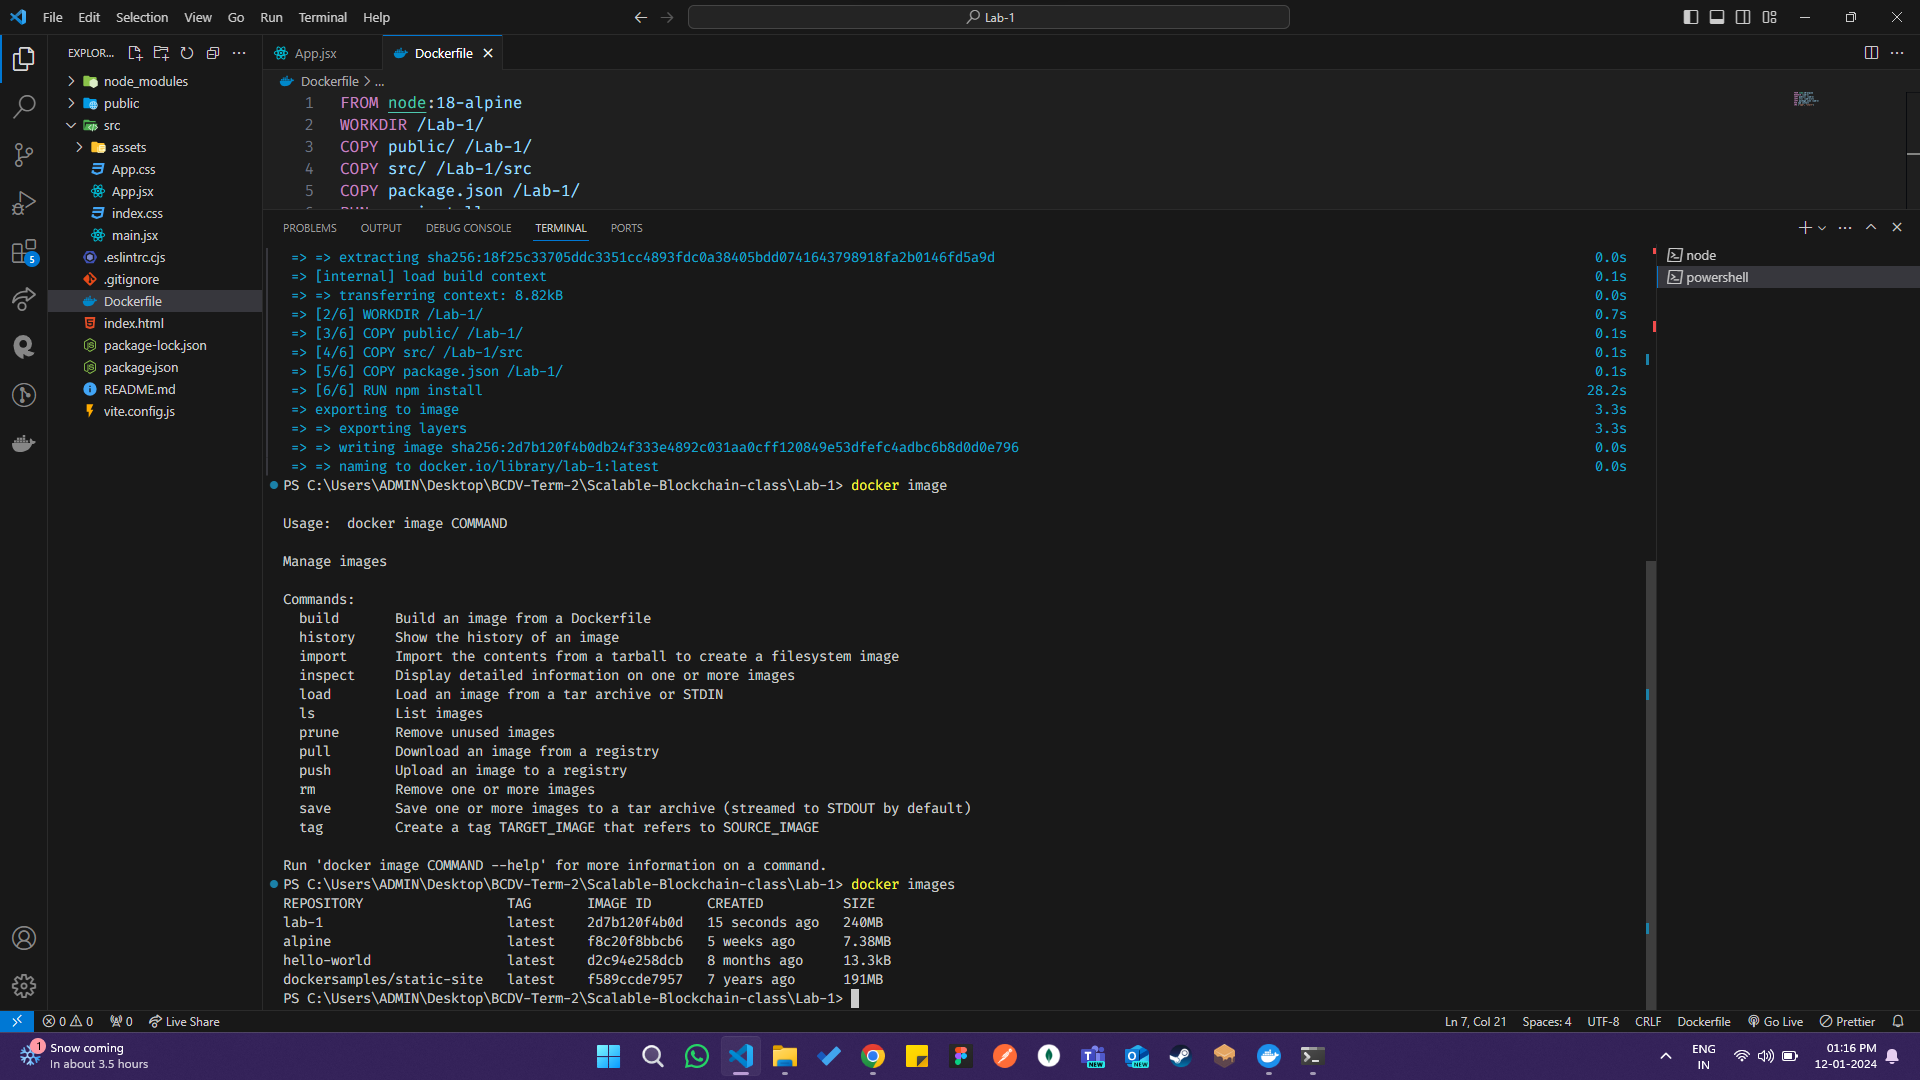 File Edit Selection View Go Run Terminal Help
Lab-1
EXPLOR...
App.jsx
Dockerfile
node_modules
public
src
assets
App.css
App.jsx
index.css
main.jsx
.eslintrc.cjs
.gitignore
Dockerfile
index.html
package-lock.json
package.json
README.md
vite.config.js
5
Dockerfile > ...
1 FROM node:18-alpine
2 WORKDIR /Lab-1/
3 COPY public/ /Lab-1/
4 COPY src/ /Lab-1/src
5 COPY package.json /Lab-1/
PROBLEMS OUTPUT DEBUG CONSOLE TERMINAL PORTS
node
powershell
=> => extracting sha256:18f25c33705ddc3351cc4893fdc0a38405bdd0741643798918fa2b0146fd5a9d 0.0s
=> [internal] load build context 0.1s
=> => transferring context: 8.82kB 0.0s
=> [2/6] WORKDIR /Lab-1/ 0.7s
=> [3/6] COPY public/ /Lab-1/ 0.1s
=> [4/6] COPY src/ /Lab-1/src 0.1s
=> [5/6] COPY package.json /Lab-1/ 0.1s
=> [6/6] RUN npm install 28.2s
=> exporting to image 3.3s
=> => exporting layers 3.3s
=> => writing image sha256:2d7b120f4b0db24f333e4892c031aa0cff120849e53dfefc4adbc6b8d0d0e796 0.0s
=> => naming to docker.io/library/lab-1:latest 0.0s
PS C:\Users\ADMIN\Desktop\BCDV-Term-2\Scalable-Blockchain-class\Lab-1> docker image
Usage:  docker image COMMAND
Manage images
Commands:
build Build an image from a Dockerfile
history Show the history of an image
import Import the contents from a tarball to create a filesystem image
inspect Display detailed information on one or more images
load Load an image from a tar archive or STDIN
ls List images
prune Remove unused images
pull Download an image from a registry
push Upload an image to a registry
rm Remove one or more images
save Save one or more images to a tar archive (streamed to STDOUT by default)
tag Create a tag TARGET_IMAGE that refers to SOURCE_IMAGE
Run 'docker image COMMAND --help' for more information on a command.
PS C:\Users\ADMIN\Desktop\BCDV-Term-2\Scalable-Blockchain-class\Lab-1> docker images
REPOSITORY TAG IMAGE ID CREATED SIZE
lab-1 latest 2d7b120f4b0d 15 seconds ago 240MB
alpine latest f8c20f8bbcb6 5 weeks ago 7.38MB
hello-world latest d2c94e258dcb 8 months ago 13.3kB
dockersamples/static-site latest f589ccde7957 7 years ago 191MB
PS C:\Users\ADMIN\Desktop\BCDV-Term-2\Scalable-Blockchain-class\Lab-1>
0 0 0 Live Share Ln 7, Col 21 Spaces: 4 UTF-8 CRLF Dockerfile Go Live Prettier
1 Snow coming
In about 3.5 hours
NEW NEW
ENG
IN
01:16 PM
12-01-2024